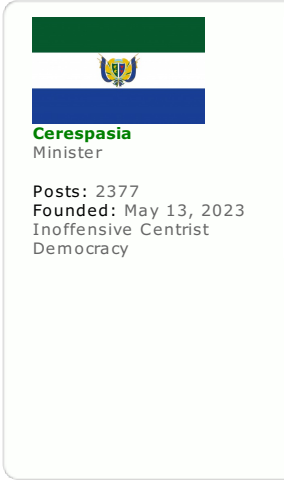 Cerespasia
Minister
Posts: 2377
Founded: May 13, 2023
Inoffensive Centrist
Democracy